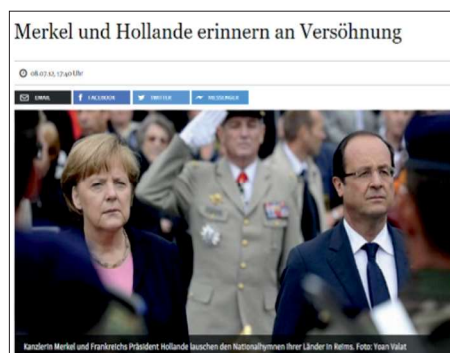 Merkel und Hollande erinnern an Versöhnung
08.07.12, 17:40 Uhr
EMAIL FACEBOOK TWITTER MESSENGER
Kanzlerin Merkel und Frankreichs Präsident Hollande lauschen den Nationalhymnen ihrer Länder in Reims. Foto: Yoan Valat